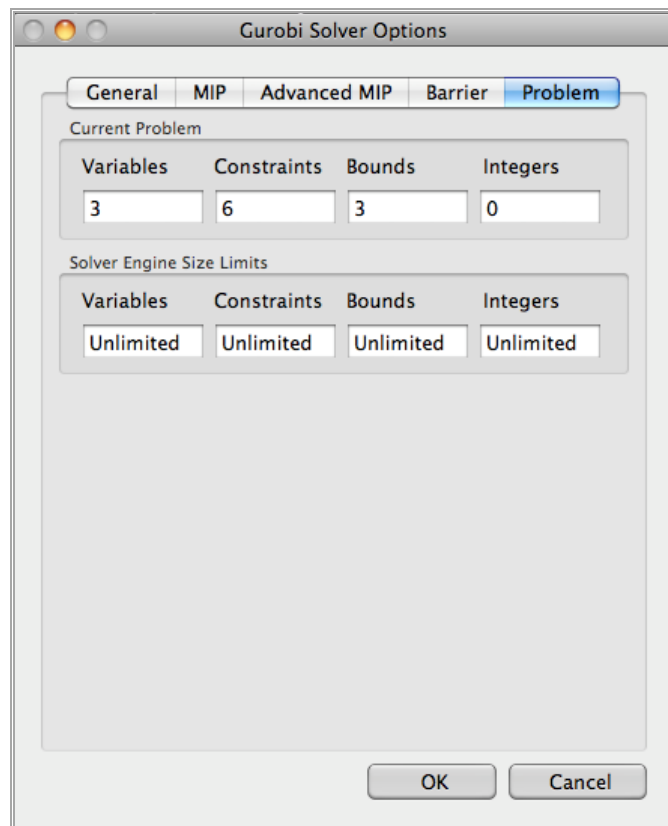 Gurobi Solver Options
General MIP Advanced MIP Barrier Problem
Current Problem
Variables Constraints Bounds Integers
3 6 3 0
Solver Engine Size Limits
Variables Constraints Bounds Integers
Unlimited Unlimited Unlimited Unlimited
OK Cancel